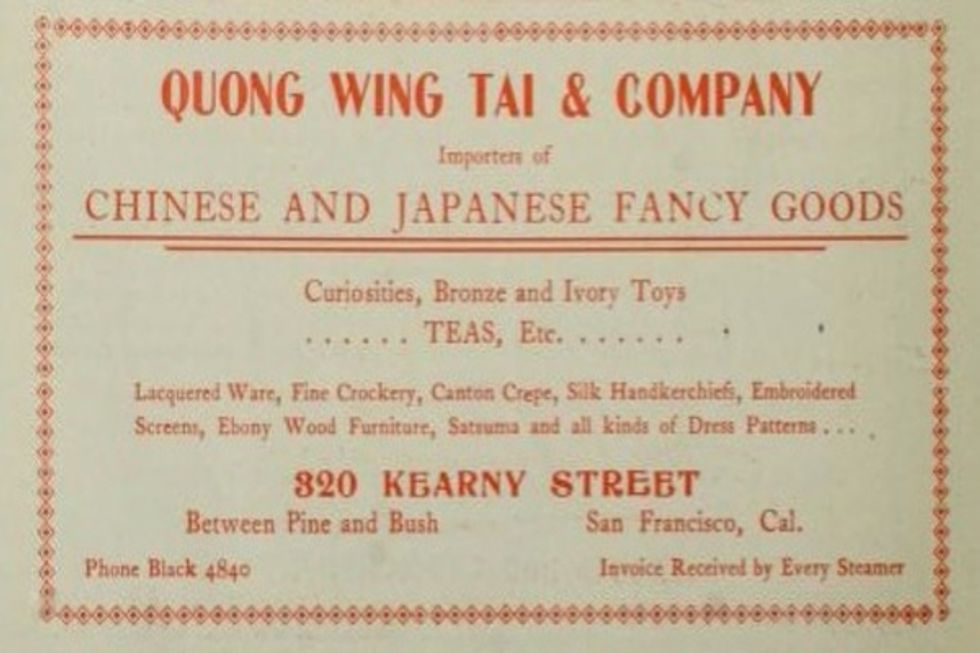 QUONG WING TAI & COMPANY
Importers of
CHINESE AND JAPANESE FANCY GOODS
Curiosities, Bronze and Ivory Toys
...... TEAS, Etc. .......
Lacquered Ware, Fine Crockery, Canton Crepe, Silk Handkerchiefs, Embroidered
Screens, Ebony Wood Furniture, Satsuma and all kinds of Dress Patterns....
320 KEARNY STREET
Between Pine and Bush San Francisco, Cal.
Phone Black 4840 Invoice Received by Every Steamer